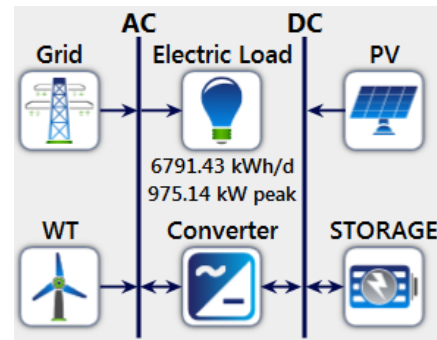 AC DC
Grid Electric Load PV
6791.43 kWh/d
975.14 kW peak
WT Converter STORAGE